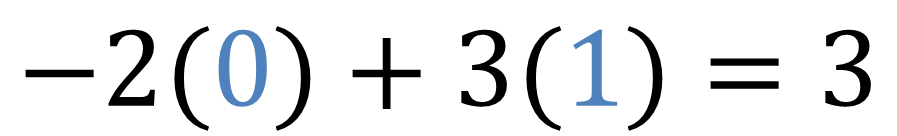 −2(0) + 3(1) = 3